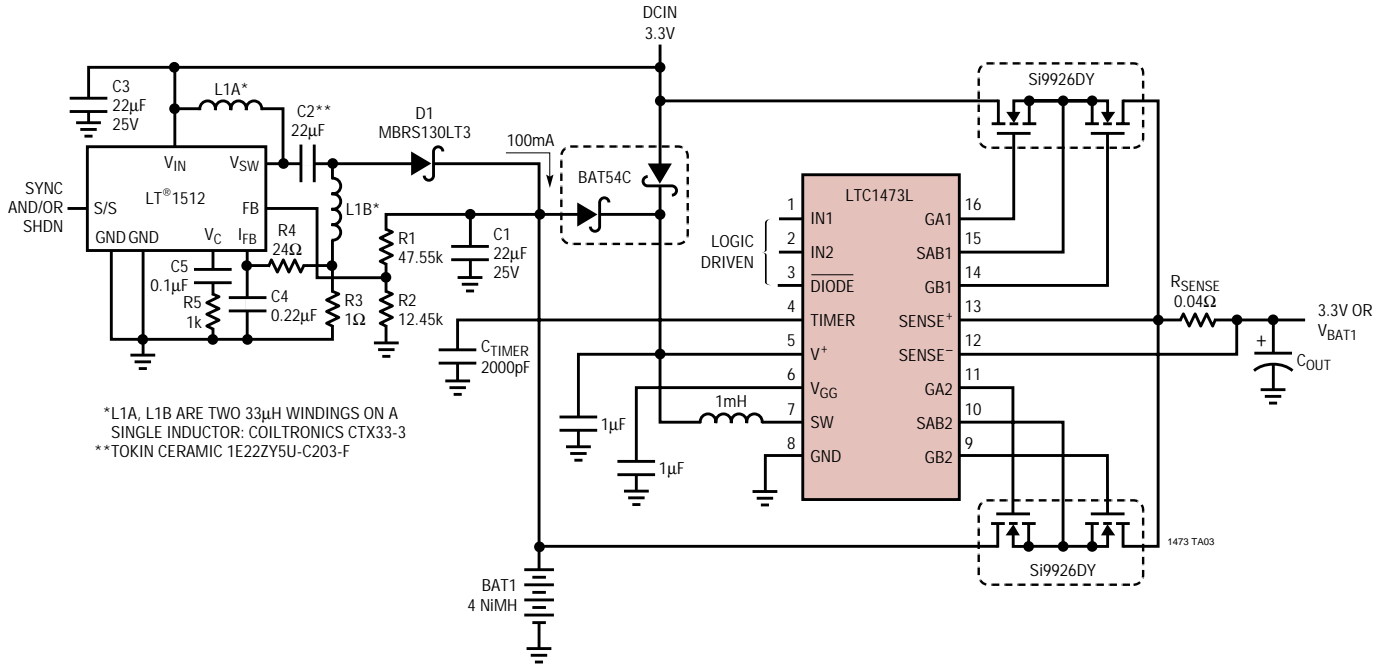 DCIN
3.3V
C3
22µF
25V
L1A*
C2**
22µF
D1
MBRS130LT3
100mA
BAT54C
Si9926DY
VIN
VSW
LT®1512
SYNC
AND/OR
SHDN
S/S
FB
GND GND
VC
IFB
R4
24Ω
L1B*
R1
47.55k
C1
22µF
25V
C5
0.1µF
R5
1k
C4
0.22µF
R3
1Ω
R2
12.45k
CTIMER
2000pF
1µF
1µF
1mH
LOGIC
DRIVEN
LTC1473L
1 IN1
2 IN2
3 DIODE
4 TIMER
5 V+
6 VGG
7 SW
8 GND
16 GA1
15 SAB1
14 GB1
13 SENSE+
12 SENSE–
11 GA2
10 SAB2
9 GB2
RSENSE
0.04Ω
3.3V OR
VBAT1
+
COUT
*L1A, L1B ARE TWO 33µH WINDINGS ON A
SINGLE INDUCTOR: COILTRONICS CTX33-3
**TOKIN CERAMIC 1E22ZY5U-C203-F
BAT1
4 NiMH
Si9926DY
1473 TA03